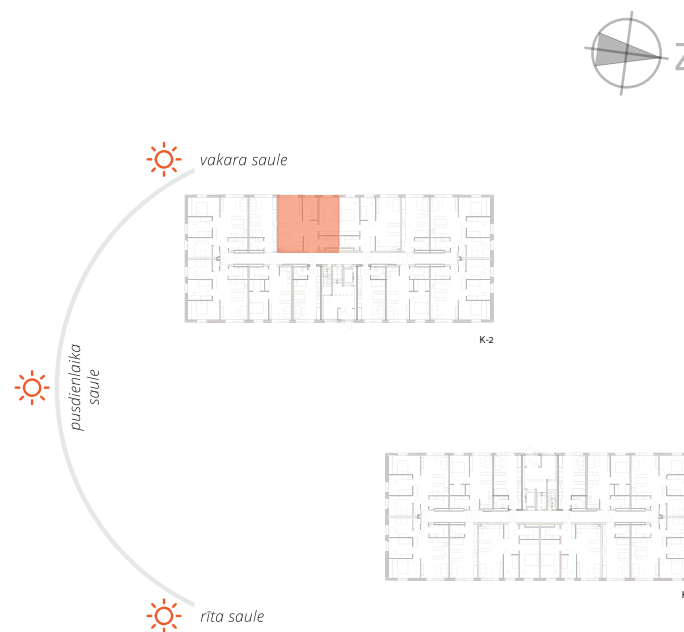 Z
vakara saule
K-2
pusdienlaika
saule
rīta saule